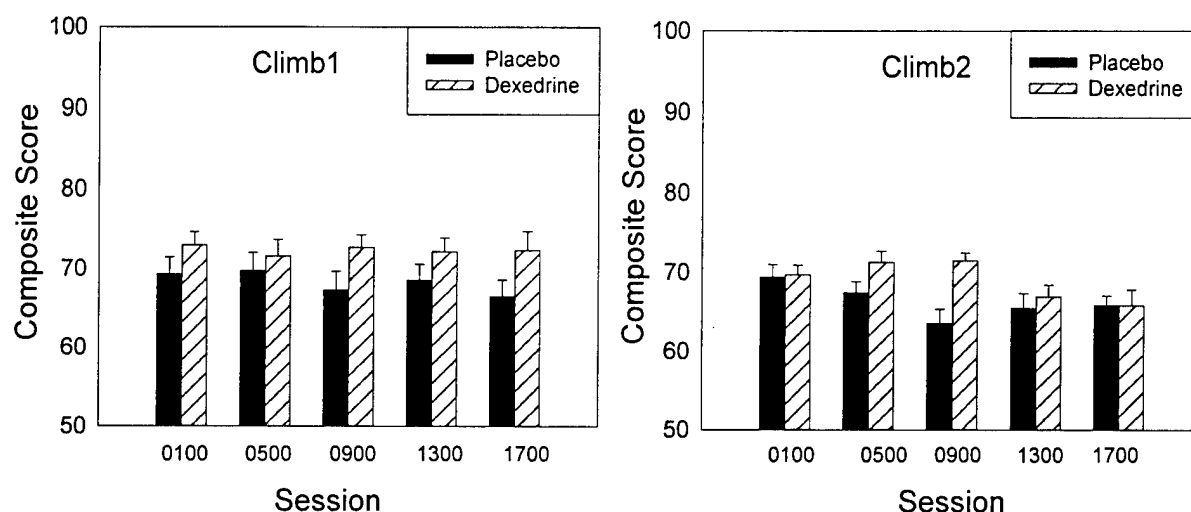 Climb1
Placebo
Dexedrine
Composite Score
100
90
80
70
60
50
0100 0500 0900 1300 1700
Session
Climb2
Placebo
Dexedrine
Composite Score
100
90
80
70
60
50
0100 0500 0900 1300 1700
Session